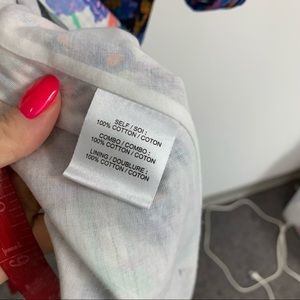 SELF / SOI :
100% COTTON / COTON
COMBO / COMBO :
100% COTTON / COTON
LINING / DOUBLURE :
100% COTTON / COTON